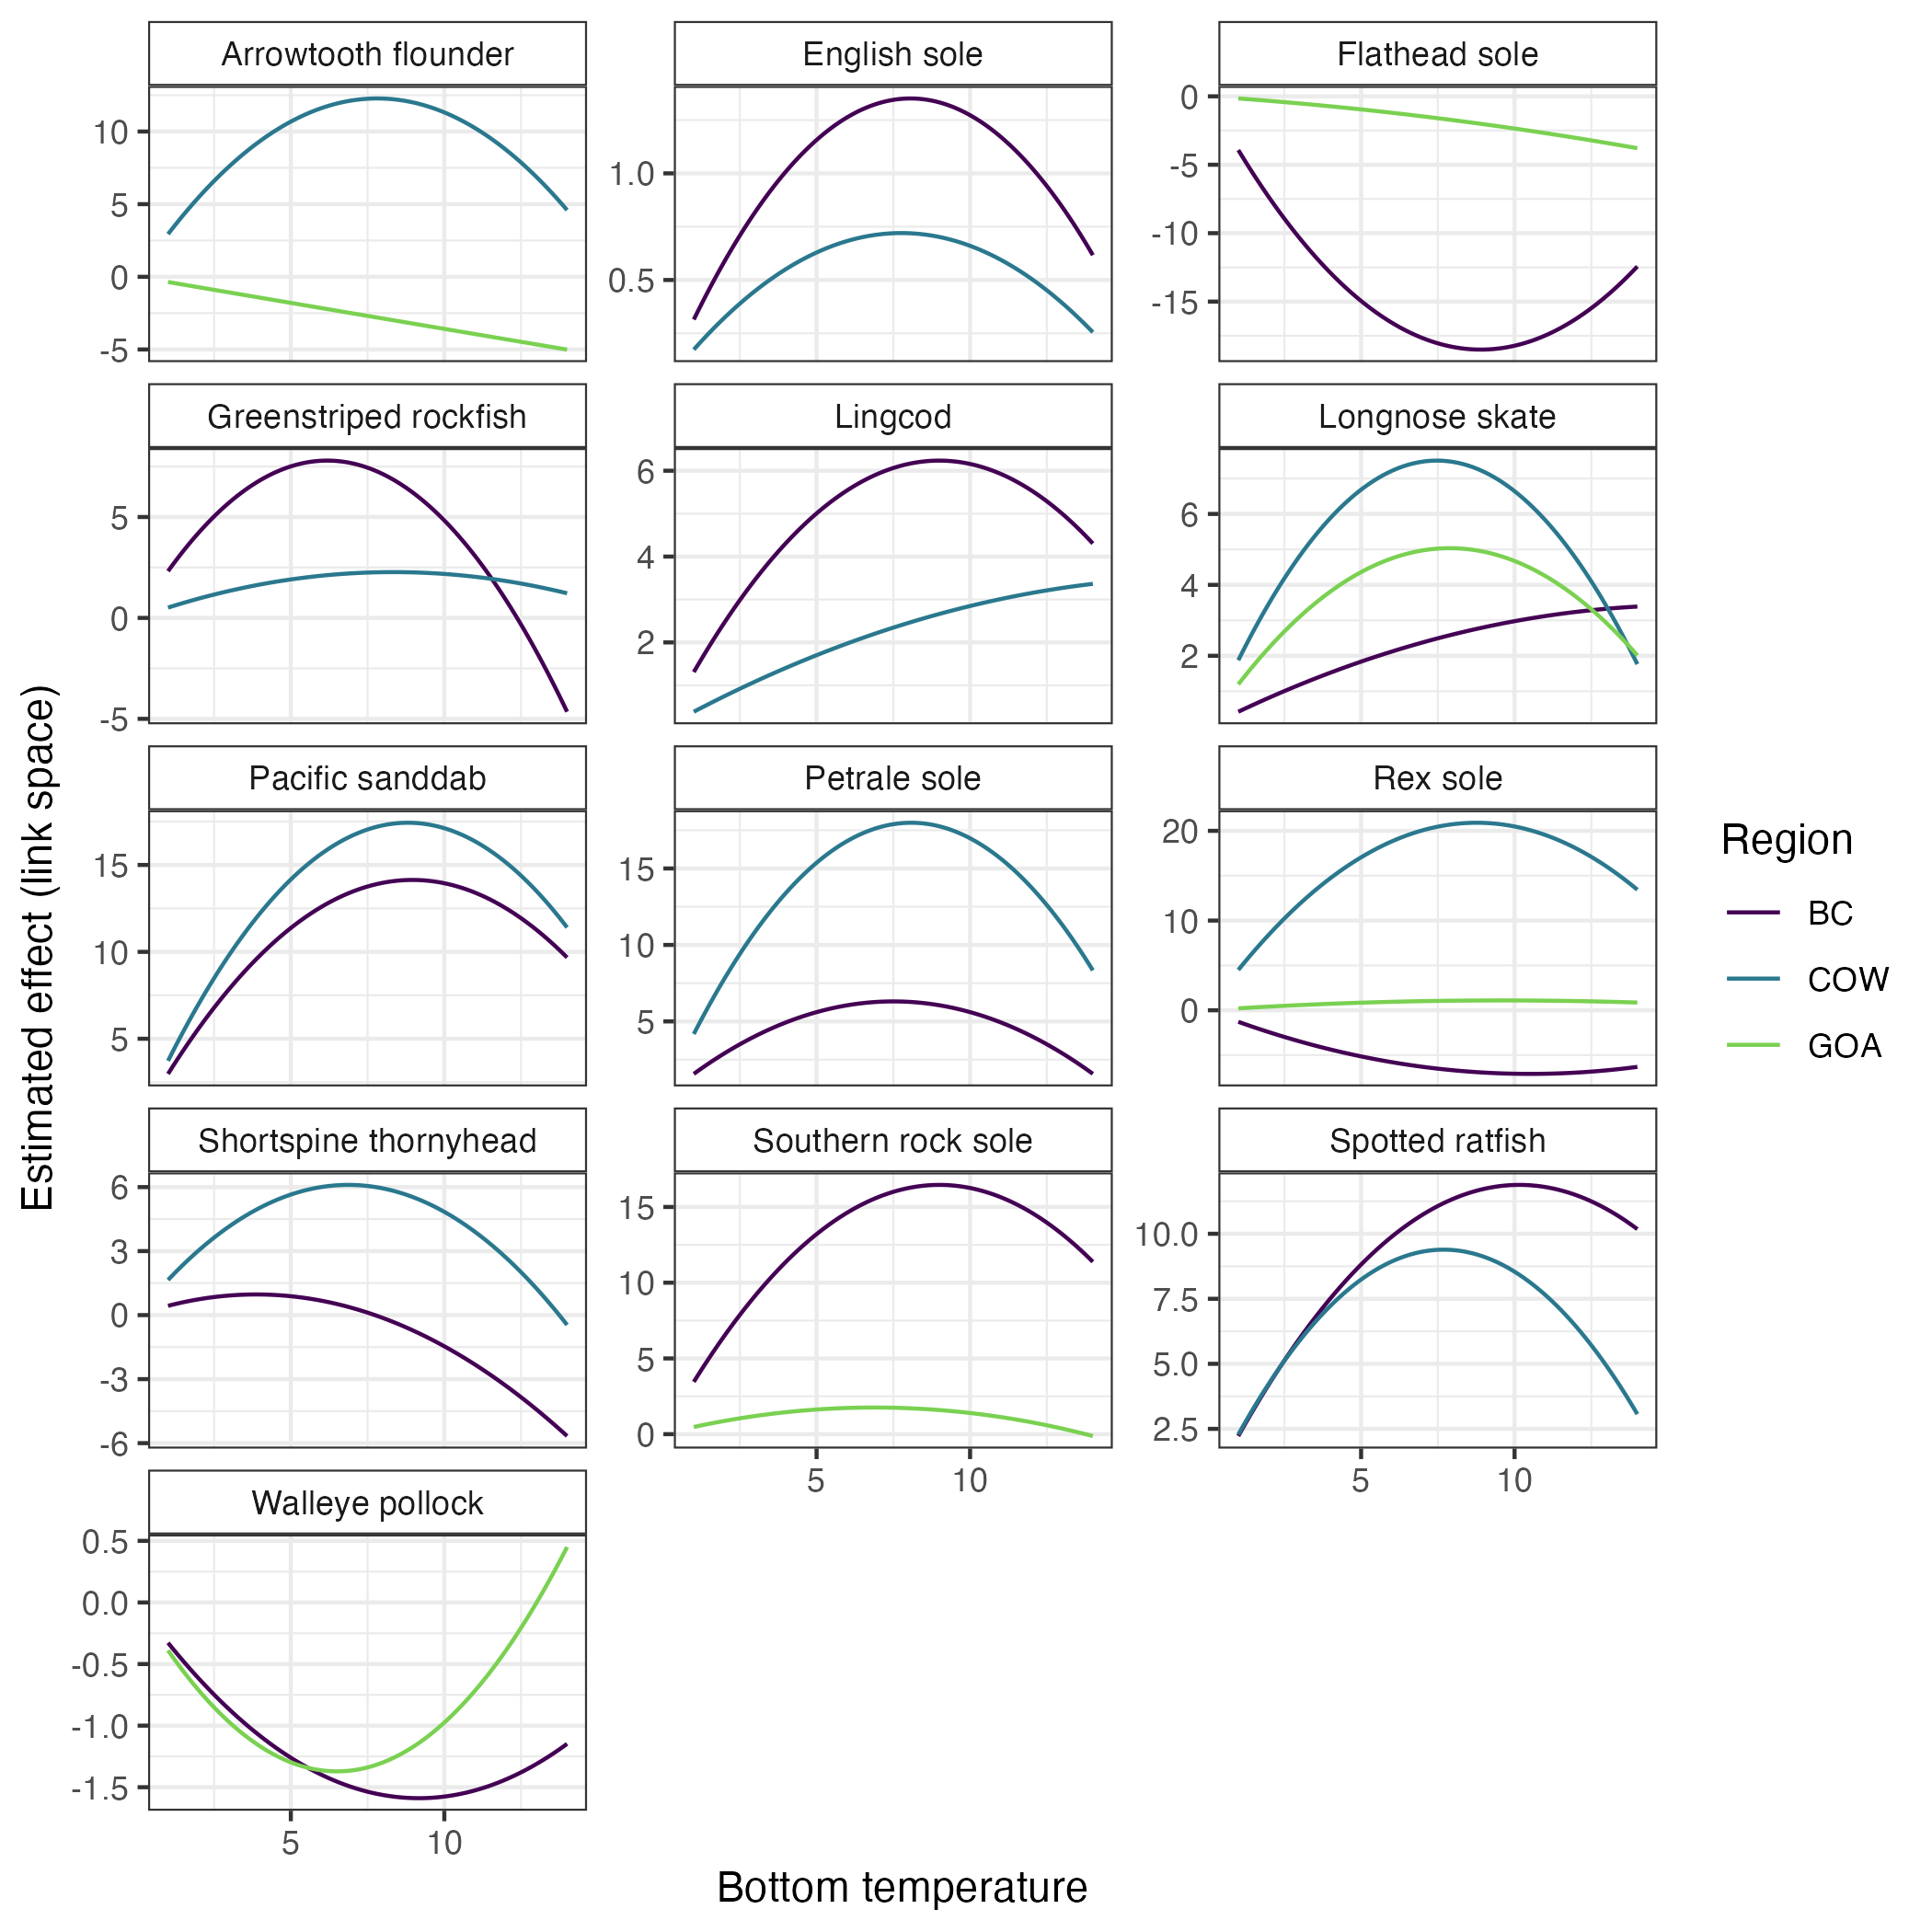 Arrowtooth flounder
English sole
Flathead sole
10
5
0
-5
1.0
0.5
0
-5
-10
-15
Greenstriped rockfish
Lingcod
Longnose skate
5
0
-5
6
4
2
6
4
2
Pacific sanddab
Petrale sole
Rex sole
15
10
5
15
10
5
20
10
0
Shortspine thornyhead
Southern rock sole
Spotted ratfish
6
3
0
-3
-6
15
10
5
0
5 10
10.0
7.5
5.0
2.5
5 10
Walleye pollock
0.5
0.0
-0.5
-1.0
-1.5
5 10
Estimated effect (link space)
Bottom temperature
Region
BC
COW
GOA